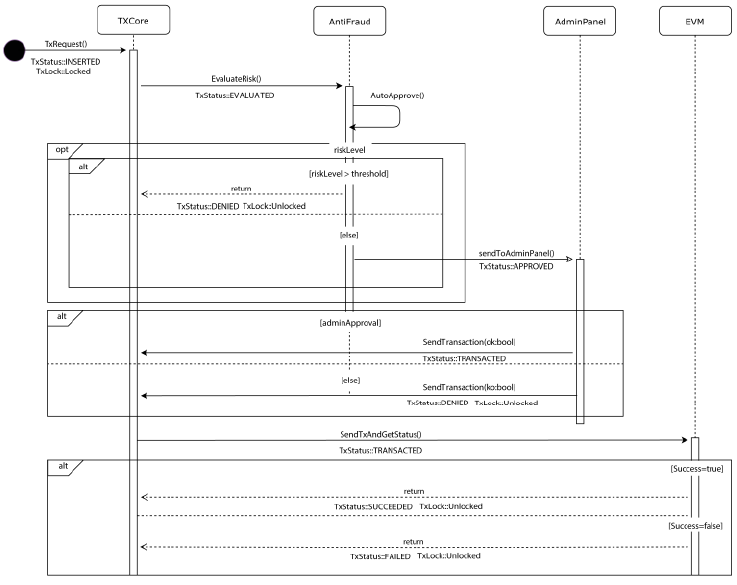 TXCore
AntiFraud
AdminPanel
EVM
TxRequest()
TxStatus::INSERTED
TxLock::Locked
EvaluateRisk()
TxStatus::EVALUATED
AutoApprove()
opt
riskLevel
alt
[riskLevel > threshold]
return
TxStatus::DENIED TxLock::Unlocked
[else]
sendToAdminPanel()
TxStatus::APPROVED
alt
[adminApproval]
SendTransaction(ok:bool)
TxStatus::TRANSACTED
[else]
SendTransaction(ko:bool)
TxStatus::DENIED TxLock::Unlocked
SendTxAndGetStatus()
TxStatus::TRANSACTED
alt
[Success=true]
return
TxStatus::SUCCEEDED TxLock::Unlocked
[Success=false]
return
TxStatus::FAILED TxLock::Unlocked